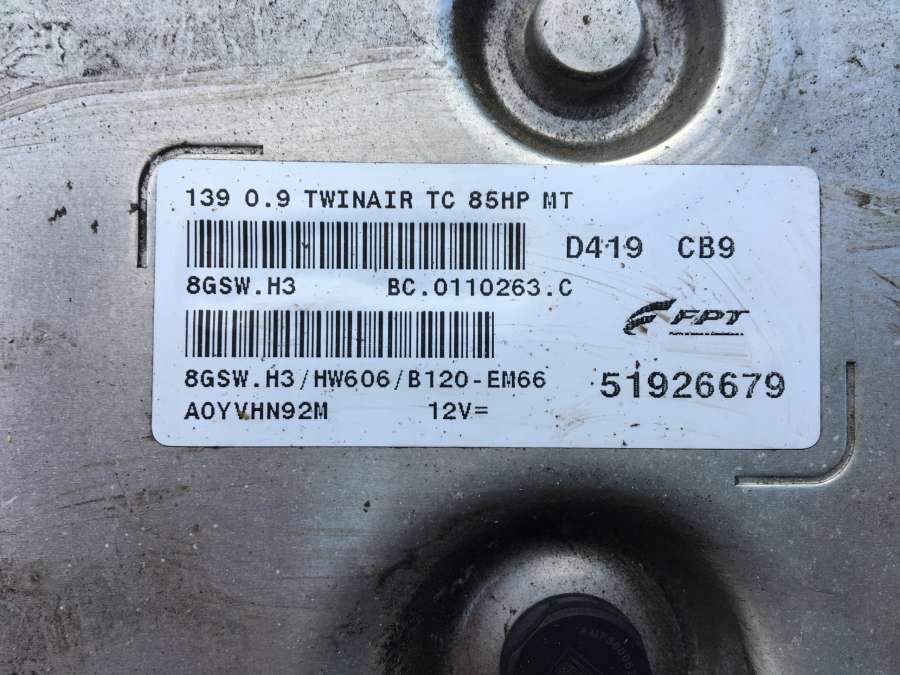 139 0.9 TWINAIR TC 85HP MT
D419 CB9
8GSW.H3 BC.0110263.C
FPT
8GSW.H3/HW606/B120-EM66
51926679
A0YVHN92M 12V=